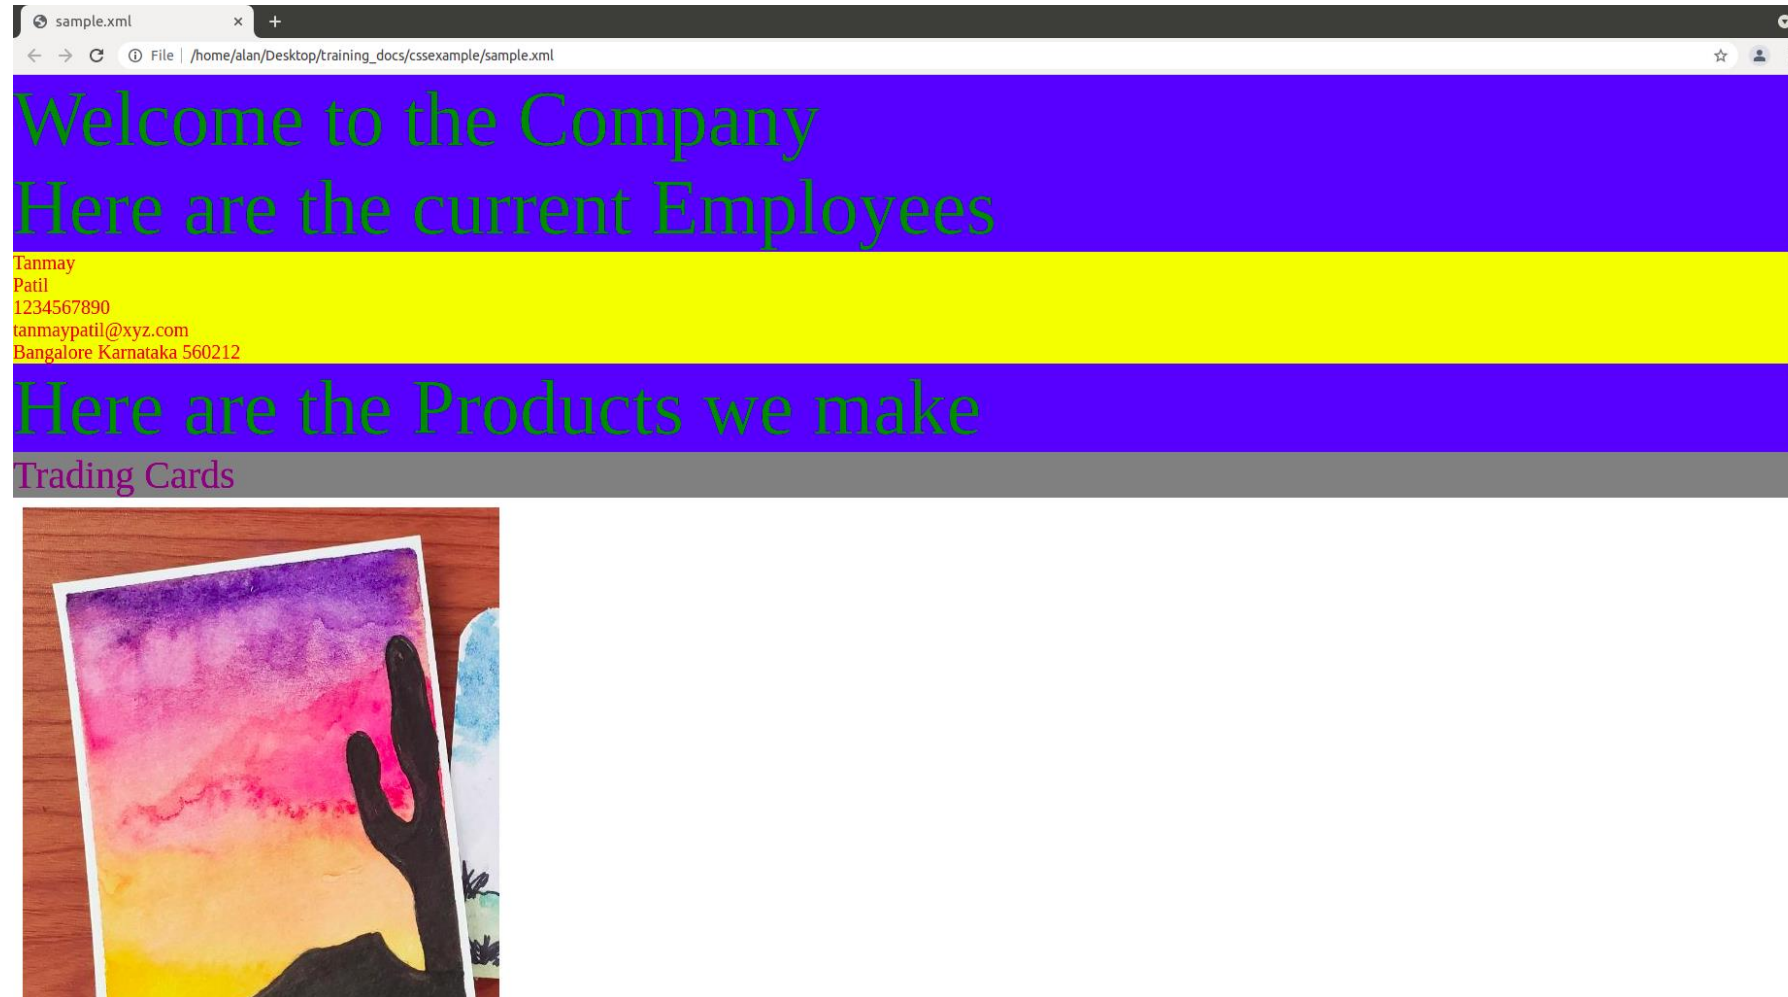 sample.xml
File /home/alan/Desktop/training_docs/cssexample/sample.xml
Welcome to the Company
Here are the current Employees
Tanmay
Patil
1234567890
tanmaypatil@xyz.com
Bangalore Karnataka 560212
Here are the Products we make
Trading Cards